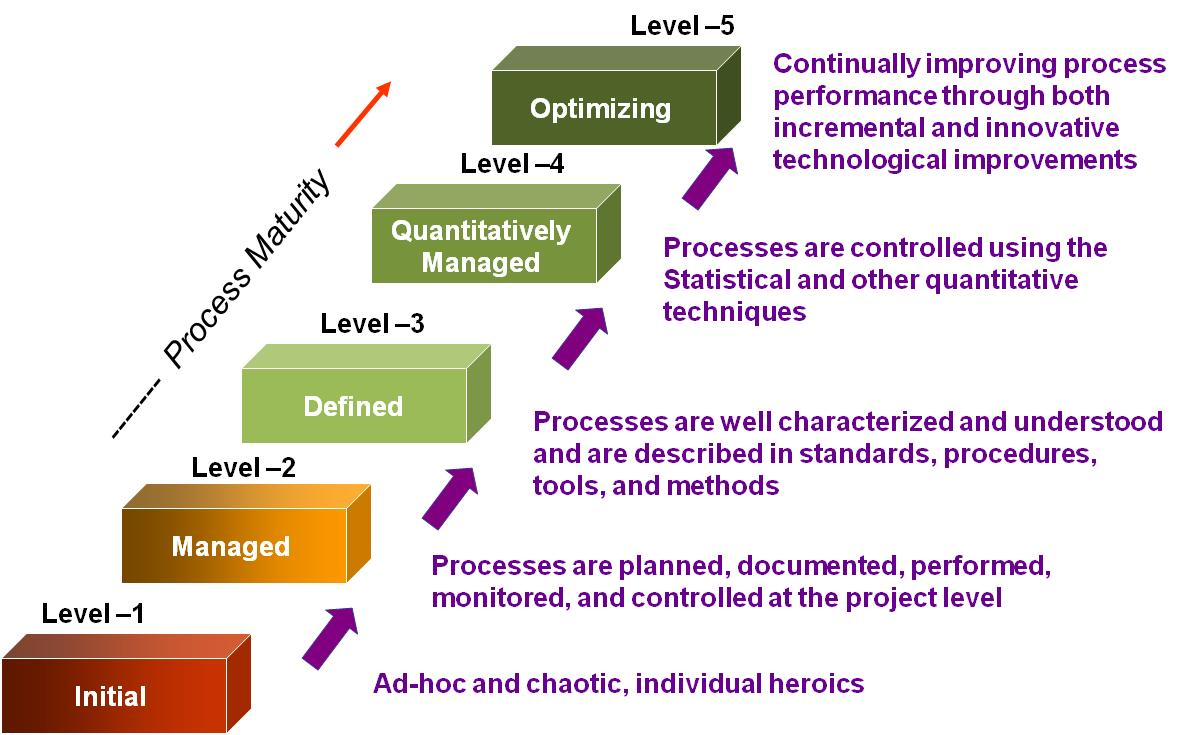 Level –5
Optimizing
Continually improving process
performance through both
incremental and innovative
technological improvements
Level –4
Quantitatively
Managed
Processes are controlled using the
Statistical and other quantitative
techniques
Process Maturity
Level –3
Defined
Processes are well characterized and understood
and are described in standards, procedures,
tools, and methods
Level –2
Managed
Processes are planned, documented, performed,
monitored, and controlled at the project level
Level –1
Initial
Ad-hoc and chaotic, individual heroics